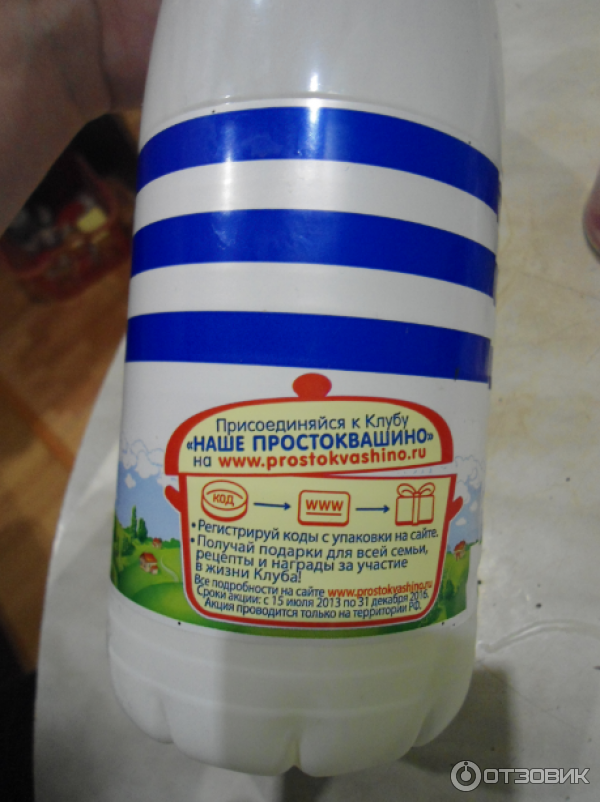 Присоединяйся к Клубу
«НАШЕ ПРОСТОКВАШИНО»
на www.prostokvashino.ru
КОД WWW
• Регистрируй коды с упаковки на сайте.
• Получай подарки для всей семьи,
рецепты и награды за участие
в жизни Клуба!
Все подробности на сайте www.prostokvashino.ru
Сроки акции: с 15 июля 2013 по 31 декабря 2016.
Акция проводится только на территории РФ.
ОТЗОВИК